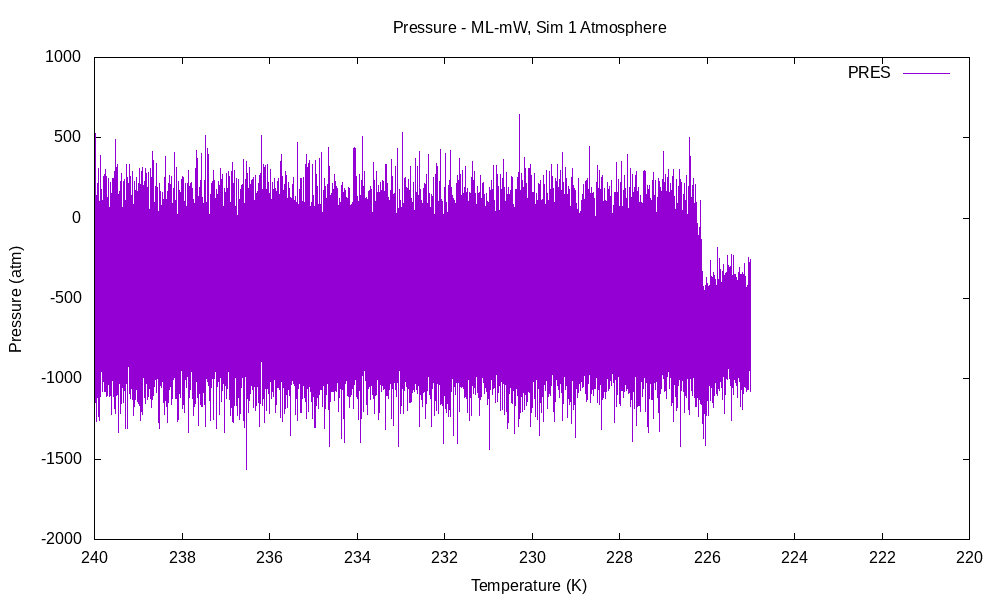 Pressure - ML-mW, Sim 1 Atmosphere
PRES
1000
500
0
-500
-1000
-1500
-2000
Pressure (atm)
240 238 236 234 232 230 228 226 224 222 220
Temperature (K)